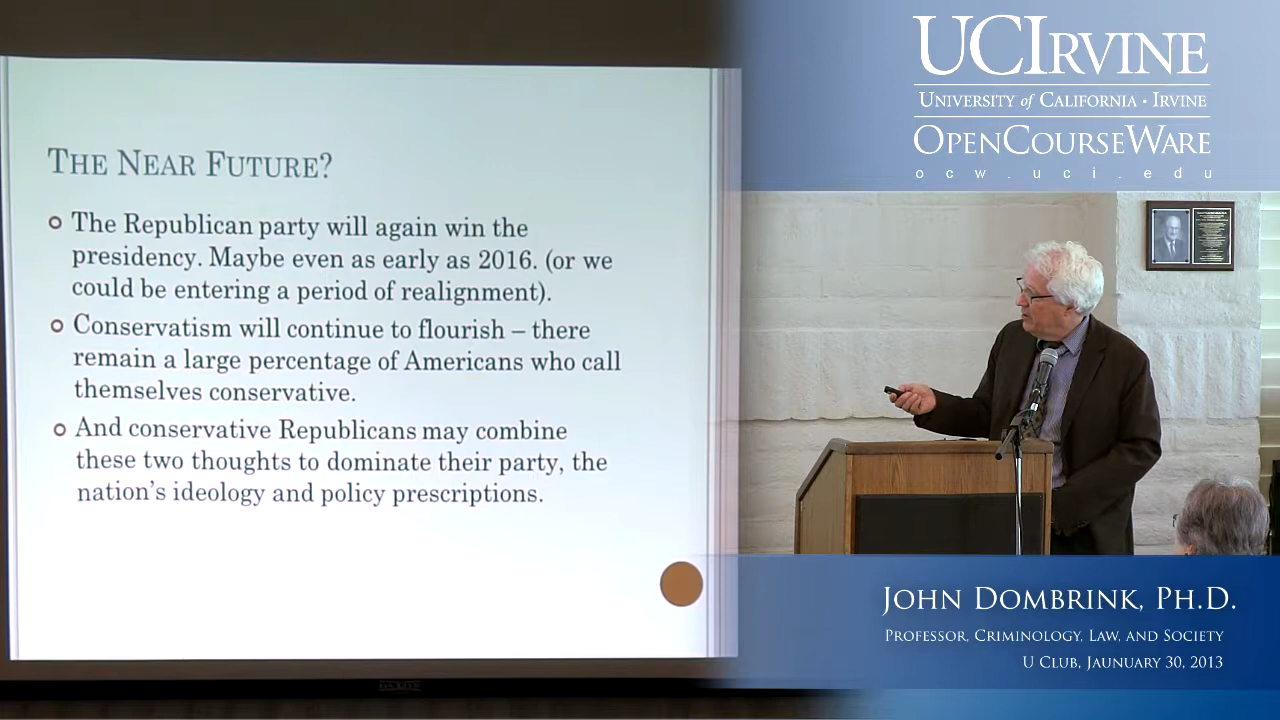 THE NEAR FUTURE?
The Republican party will again win the
presidency. Maybe even as early as 2016. (or we
could be entering a period of realignment).
Conservatism will continue to flourish – there
remain a large percentage of Americans who call
themselves conservative.
And conservative Republicans may combine
these two thoughts to dominate their party, the
nation's ideology and policy prescriptions.
UCIRVINE
UNIVERSITY of CALIFORNIA · IRVINE
OPENCOURSEWARE
ocw.uci.edu
JOHN DOMBRINK, PH.D.
PROFESSOR, CRIMINOLOGY, LAW, AND SOCIETY
U CLUB, JAUNUARY 30, 2013